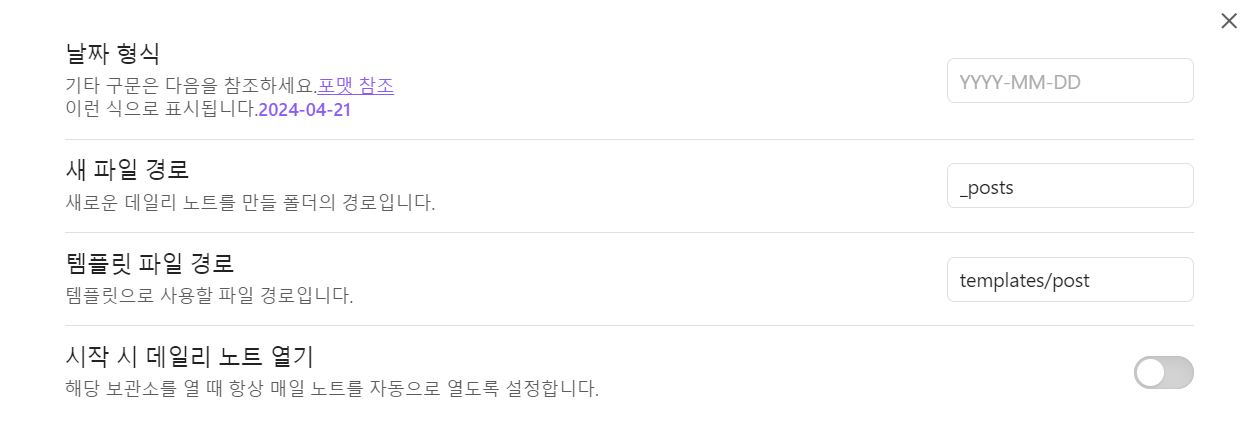 날짜 형식
기타 구문은 다음을 참조하세요.포맷 참조
이런 식으로 표시됩니다.2024-04-21
YYYY-MM-DD
새 파일 경로
새로운 데일리 노트를 만들 폴더의 경로입니다.
_posts
템플릿 파일 경로
템플릿으로 사용할 파일 경로입니다.
templates/post
시작 시 데일리 노트 열기
해당 보관소를 열 때 항상 매일 노트를 자동으로 열도록 설정합니다.